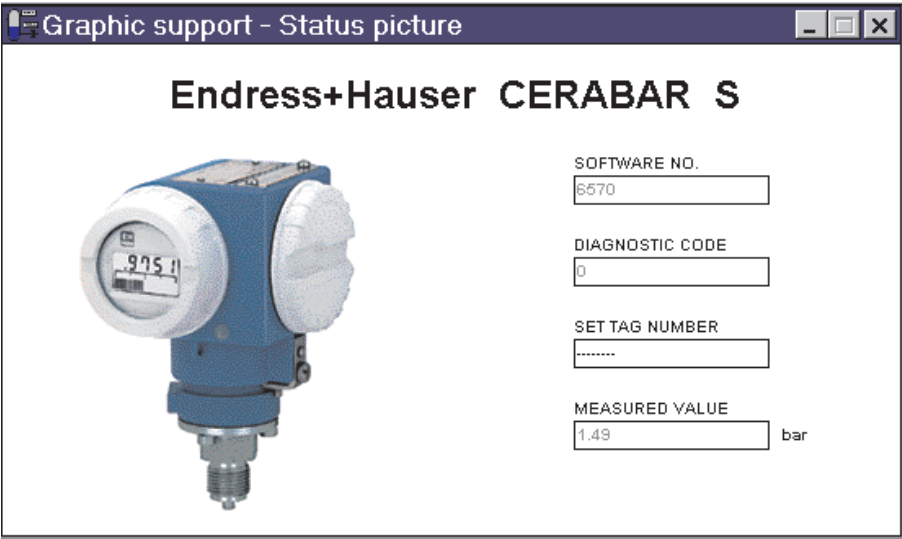 Graphic support - Status picture
Endress+Hauser CERABAR S
SOFTWARE NO.
6570
DIAGNOSTIC CODE
0
SET TAG NUMBER
--------
MEASURED VALUE
1.49 bar
.9751